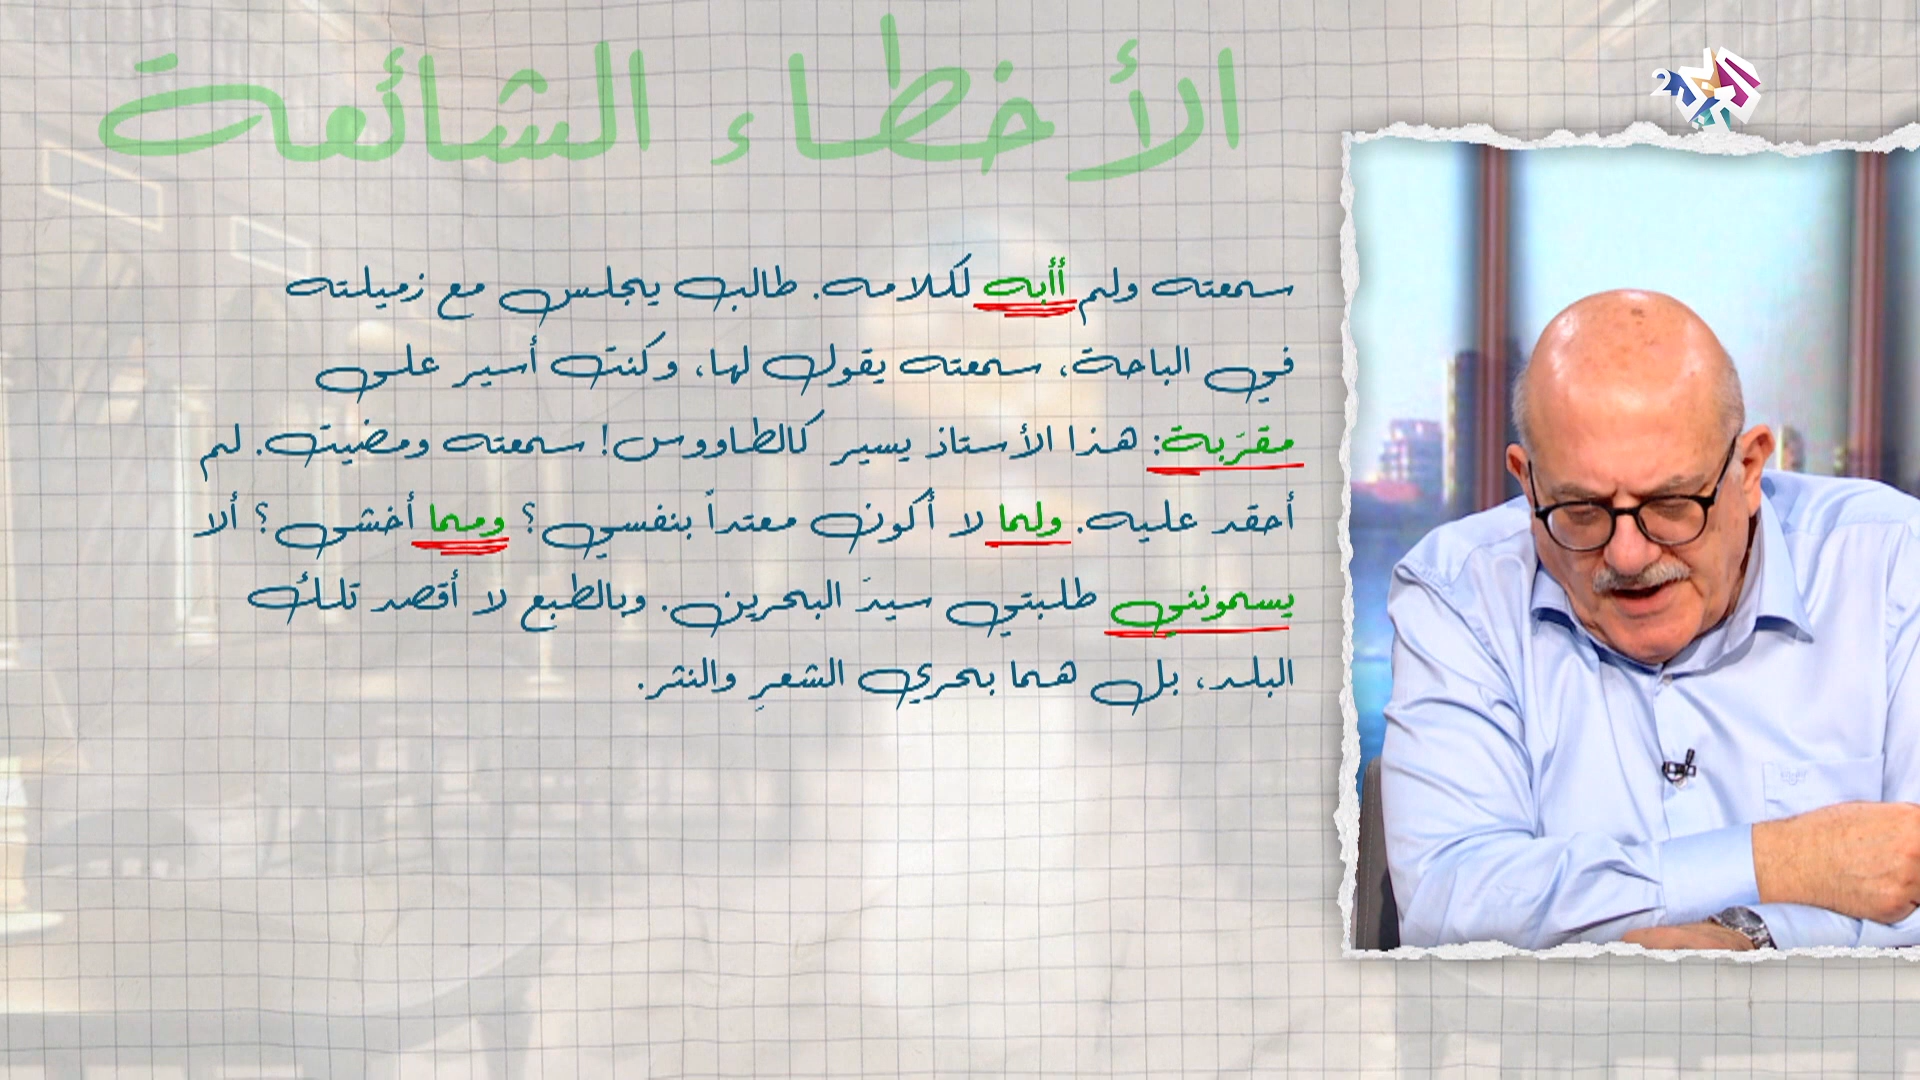 الأخطاء الشائعة
سمعته ولم أأبه لكلامه. طالب يجلس مع زميلته
في الباحة، سمعته يقول لها، وكنت أسير على
مقرَبة: هذا الأستاذ يسير كالطاووس! سمعته ومضيت. لم
أحقد عليه. ولما لا أكون معتداً بنفسي؟ ومما أخشى؟ ألا
يسمونني طلبتي سيدَ البحرين. وبالطبع لا أقصد تلكُ
البلد، بل هما بحري الشعرِ والنثر.